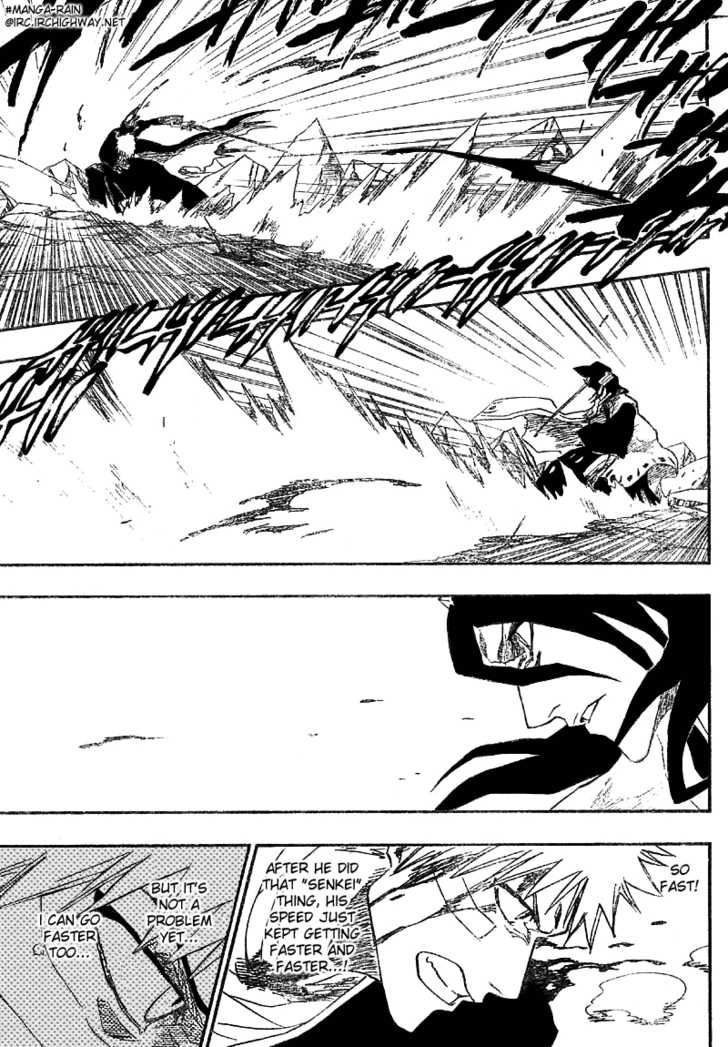 #MANGA-RAIN
@IRC.IRCHIGHWAY.NET
SO
FAST!
AFTER HE DID
THAT "SENKEI"
THING, HIS
SPEED JUST
KEPT GETTING
FASTER AND
FASTER...!
BUT IT'S
NOT A
PROBLEM
YET...
I CAN GO
FASTER
TOO...